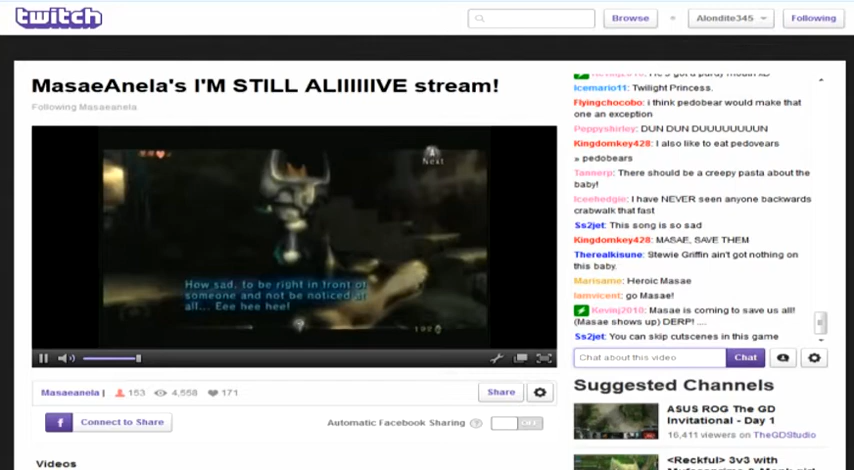 twitch
Browse
Alondite345
Following
MasaeAnela's I'M STILL ALIIIIIVE stream!
Following Masaeanela
Next
How sad, to be right in front of
someone and not be noticed at
all... Eee hee hee!
Masaeanela | 153 4,558 171
Share
f Connect to Share
Automatic Facebook Sharing ? OFF
Videos
Icemario11: Twilight Princess.
Flyingchocobo: i think pedobear would make that
one an exception
Peppyshirley: DUN DUN DUUUUUUUUN
Kingdomkey428: I also like to eat pedovears
» pedobears
Tannerp: There should be a creepy pasta about the
baby!
Iceehedgie: I have NEVER seen anyone backwards
crabwalk that fast
Ss2jet: This song is so sad
Kingdomkey428: MASAE, SAVE THEM
Therealkisune: Stewie Griffin ain't got nothing on
this baby.
Marisame: Heroic Masae
Iamvicent: go Masae!
Kevinj2010: Masae is coming to save us all!
(Masae shows up) DERP! ....
Ss2jet: You can skip cutscenes in this game
Chat about this video
Chat
Suggested Channels
ASUS ROG The GD
Invitational - Day 1
16,411 viewers on TheGDStudio
<Reckful> 3v3 with